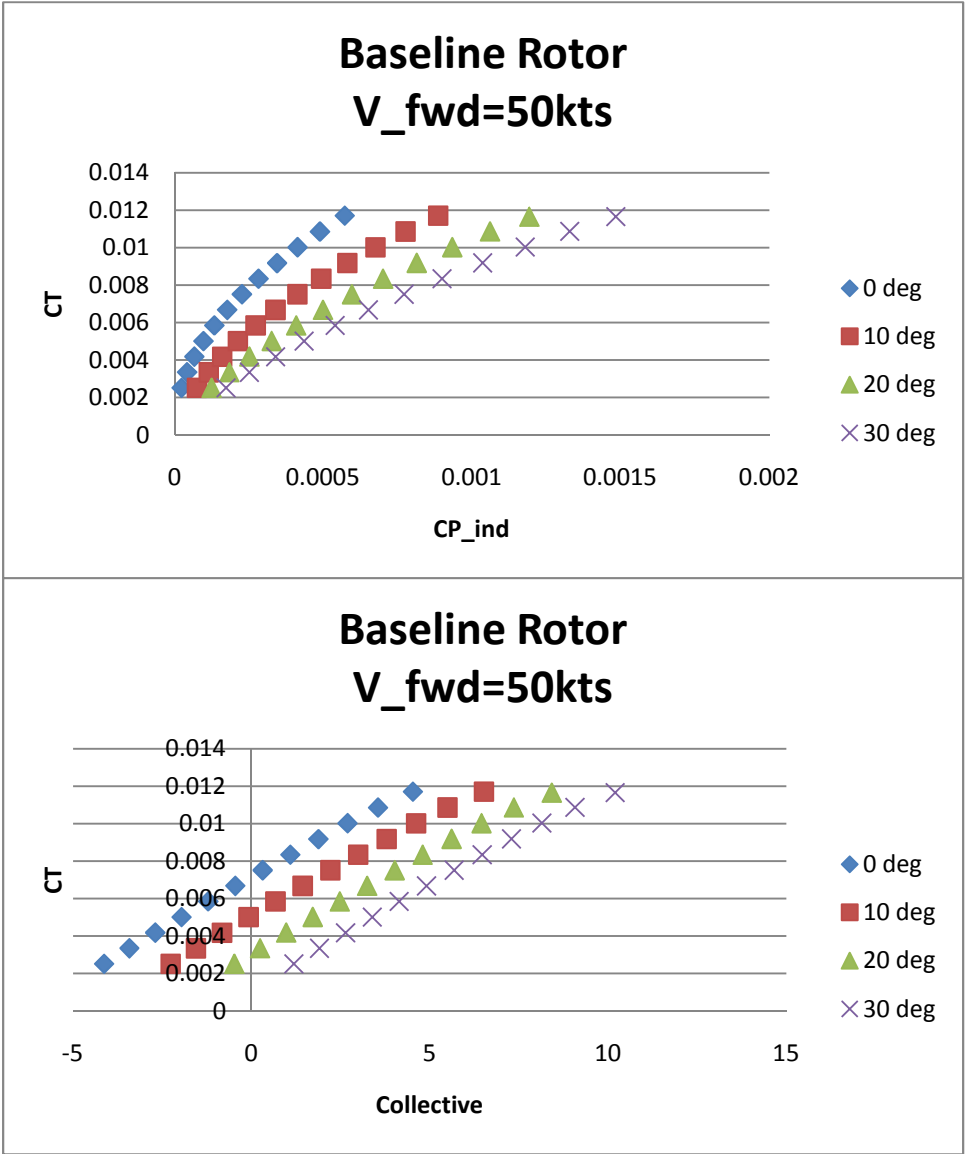 Baseline Rotor
V_fwd=50kts
0.014
0.012
0.01
0.008
0.006
0.004
0.002
0
CT
0 0.0005 0.001 0.0015 0.002
CP_ind
0 deg
10 deg
20 deg
30 deg
Baseline Rotor
V_fwd=50kts
0.014
0.012
0.01
0.008
0.006
0.004
0.002
0
CT
-5 0 5 10 15
Collective
0 deg
10 deg
20 deg
30 deg